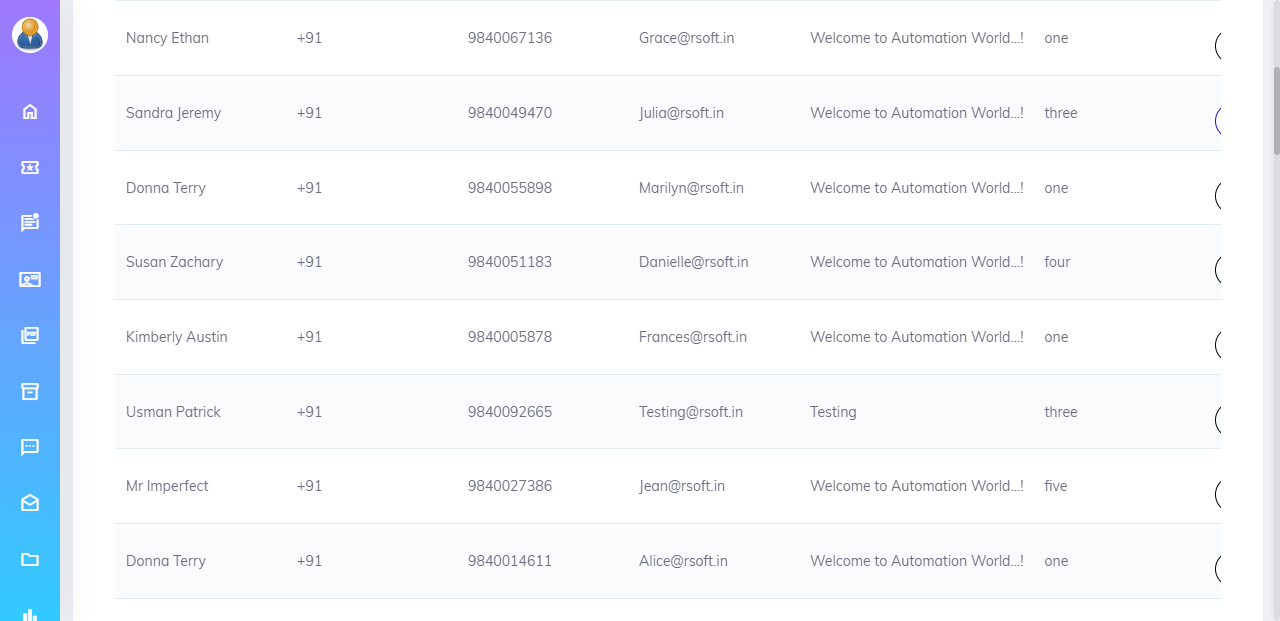 Nancy Ethan +91 9840067136 Grace@rsoft.in Welcome to Automation World...! one
Sandra Jeremy +91 9840049470 Julia@rsoft.in Welcome to Automation World...! three
Donna Terry +91 9840055898 Marilyn@rsoft.in Welcome to Automation World...! one
Susan Zachary +91 9840051183 Danielle@rsoft.in Welcome to Automation World...! four
Kimberly Austin +91 9840005878 Frances@rsoft.in Welcome to Automation World...! one
Usman Patrick +91 9840092665 Testing@rsoft.in Testing three
Mr Imperfect +91 9840027386 Jean@rsoft.in Welcome to Automation World...! five
Donna Terry +91 9840014611 Alice@rsoft.in Welcome to Automation World...! one